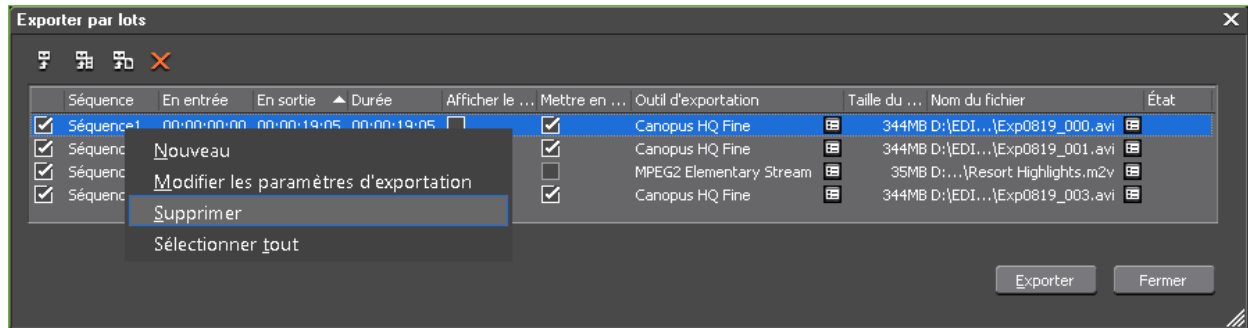 Exporter par lots
Séquence En entrée En sortie Durée Afficher le ... Mettre en ... Outil d'exportation Taille du ... Nom du fichier État
Séquence1 00:00:00:00 00:00:19:05 00:00:19:05 Canopus HQ Fine 344MB D:\EDI...\Exp0819_000.avi
Séquenc Canopus HQ Fine 344MB D:\EDI...\Exp0819_001.avi
Séquenc MPEG2 Elementary Stream 35MB D:...\Resort Highlights.m2v
Séquenc Canopus HQ Fine 344MB D:\EDI...\Exp0819_003.avi
Nouveau
Modifier les paramètres d'exportation
Supprimer
Sélectionner tout
Exporter Fermer